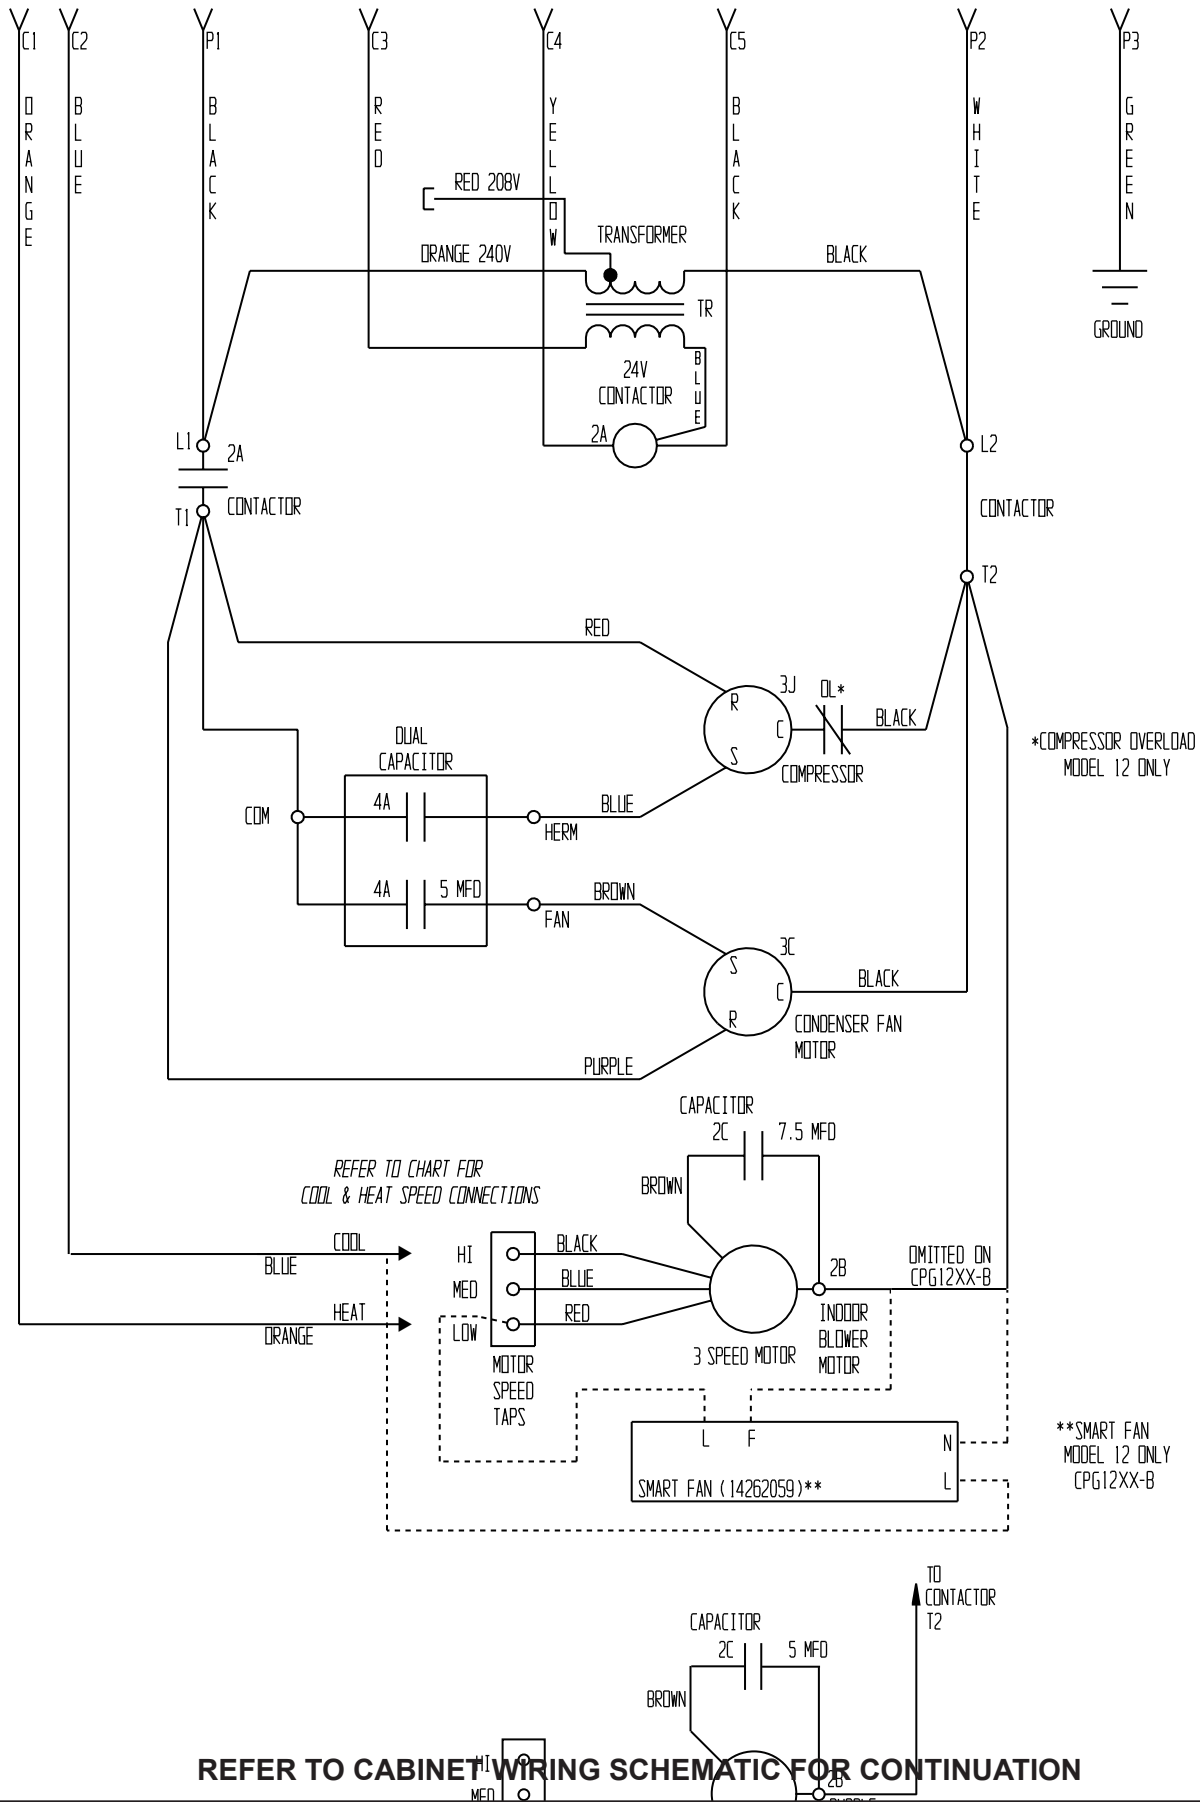 C1 C2 P1 C3 C4 C5 P2 P3
ORANGE
BLUE
BLACK
RED
YELLOW
BLACK
WHITE
GREEN
RED 208V
TRANSFORMER
ORANGE 240V
BLACK
TR
GROUND
24V
CONTACTOR
BLUE
2A
L1
2A
L2
T1
CONTACTOR
CONTACTOR
T2
RED
3J
OL*
R
C
S
BLACK
COMPRESSOR
*COMPRESSOR OVERLOAD
MODEL 12 ONLY
DUAL
CAPACITOR
4A
COM
BLUE
HERM
4A
5 MFD
BROWN
FAN
3C
S
C
R
BLACK
CONDENSER FAN
MOTOR
PURPLE
CAPACITOR
2C
7.5 MFD
REFER TO CHART FOR
COOL & HEAT SPEED CONNECTIONS
BROWN
COOL
BLUE
HI
BLACK
MED
BLUE
HEAT
ORANGE
LOW
RED
2B
OMITTED ON
CPG12XX-B
INDOOR
BLOWER
MOTOR
3 SPEED MOTOR
MOTOR
SPEED
TAPS
L
F
N
L
SMART FAN (14262059)**
**SMART FAN
MODEL 12 ONLY
CPG12XX-B
TO
CONTACTOR
T2
CAPACITOR
2C
5 MFD
BROWN
HI
REFER TO CABINET WIRING SCHEMATIC FOR CONTINUATION
2B
MED
PURPLE